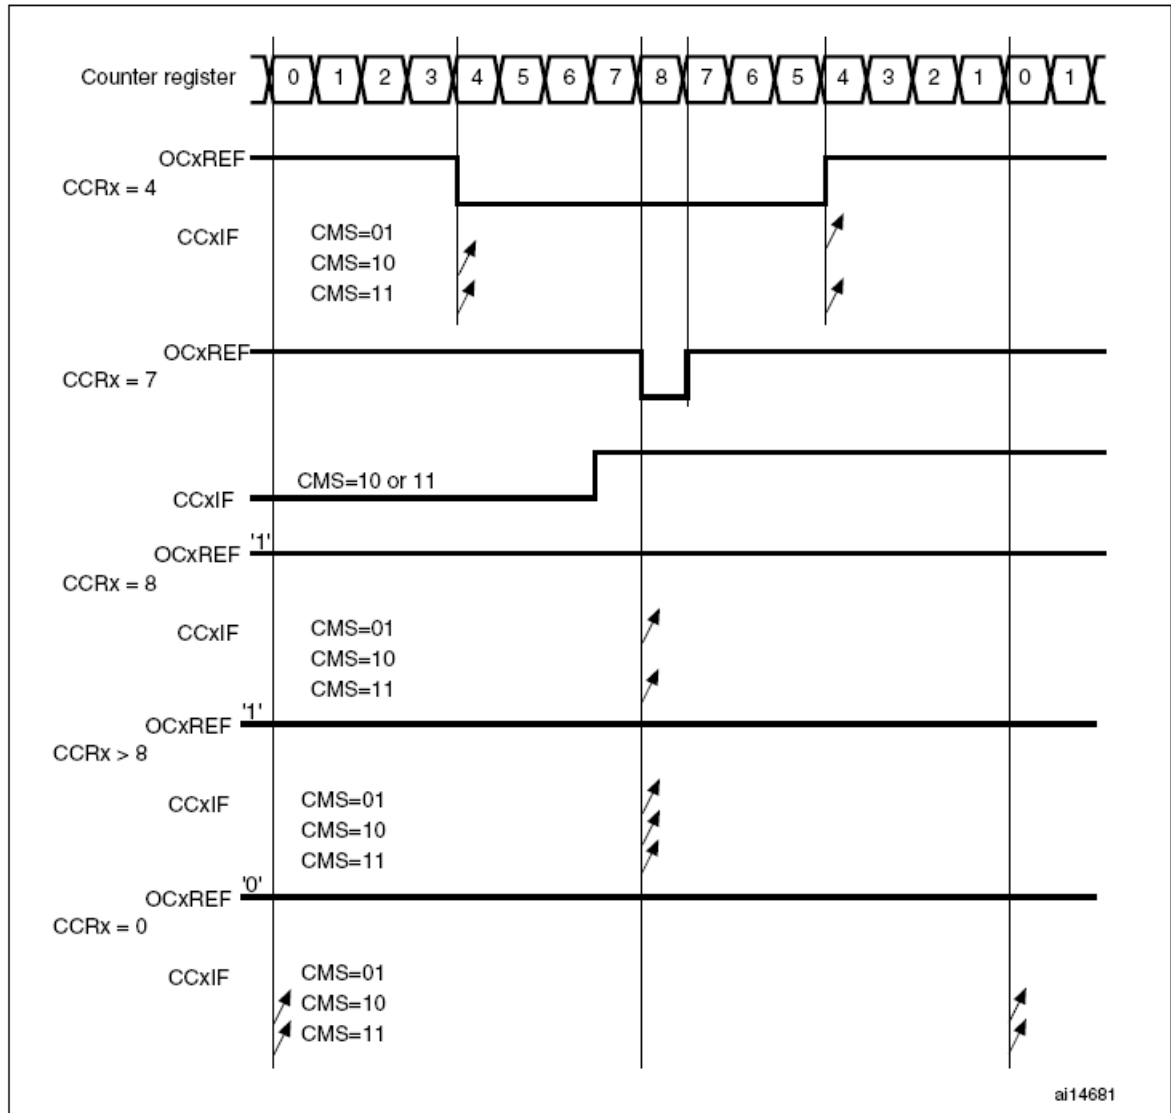 Counter register 0 1 2 3 4 5 6 7 8 7 6 5 4 3 2 1 0 1
OCxREF
CCRx = 4
CCxIF CMS=01
CMS=10
CMS=11
OCxREF
CCRx = 7
CMS=10 or 11
CCxIF
OCxREF '1'
CCRx = 8
CCxIF CMS=01
CMS=10
CMS=11
OCxREF '1'
CCRx > 8
CCxIF CMS=01
CMS=10
CMS=11
OCxREF '0'
CCRx = 0
CCxIF CMS=01
CMS=10
CMS=11
ai14681